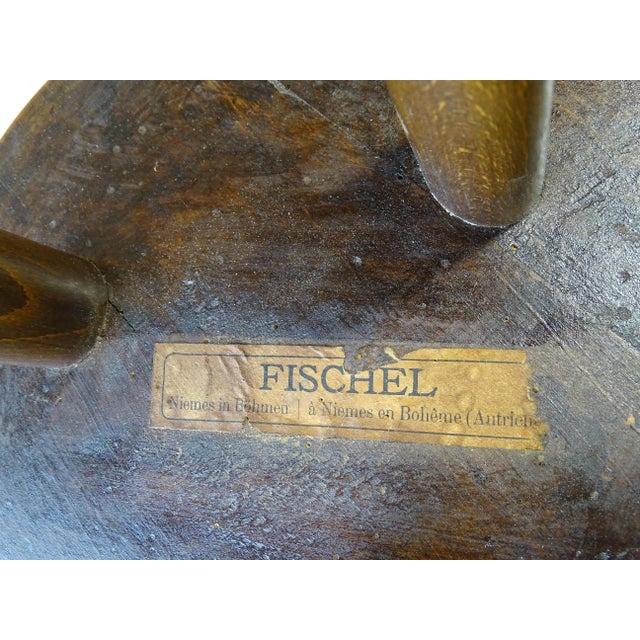 FISCHEL
Niemes in Böhmen | à Niemes en Bohême (Autriche